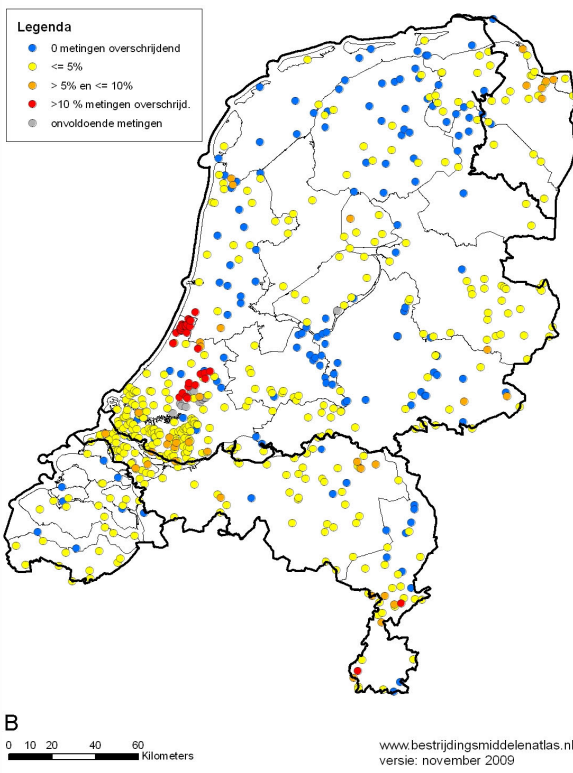 Legenda
0 metingen overschrijdend
<= 5%
> 5% en <= 10%
>10 % metingen overschrijd.
onvoldoende metingen
B
0 10 20 40 60
Kilometers
www.bestrijdingsmiddelenatlas.nl
versie: november 2009